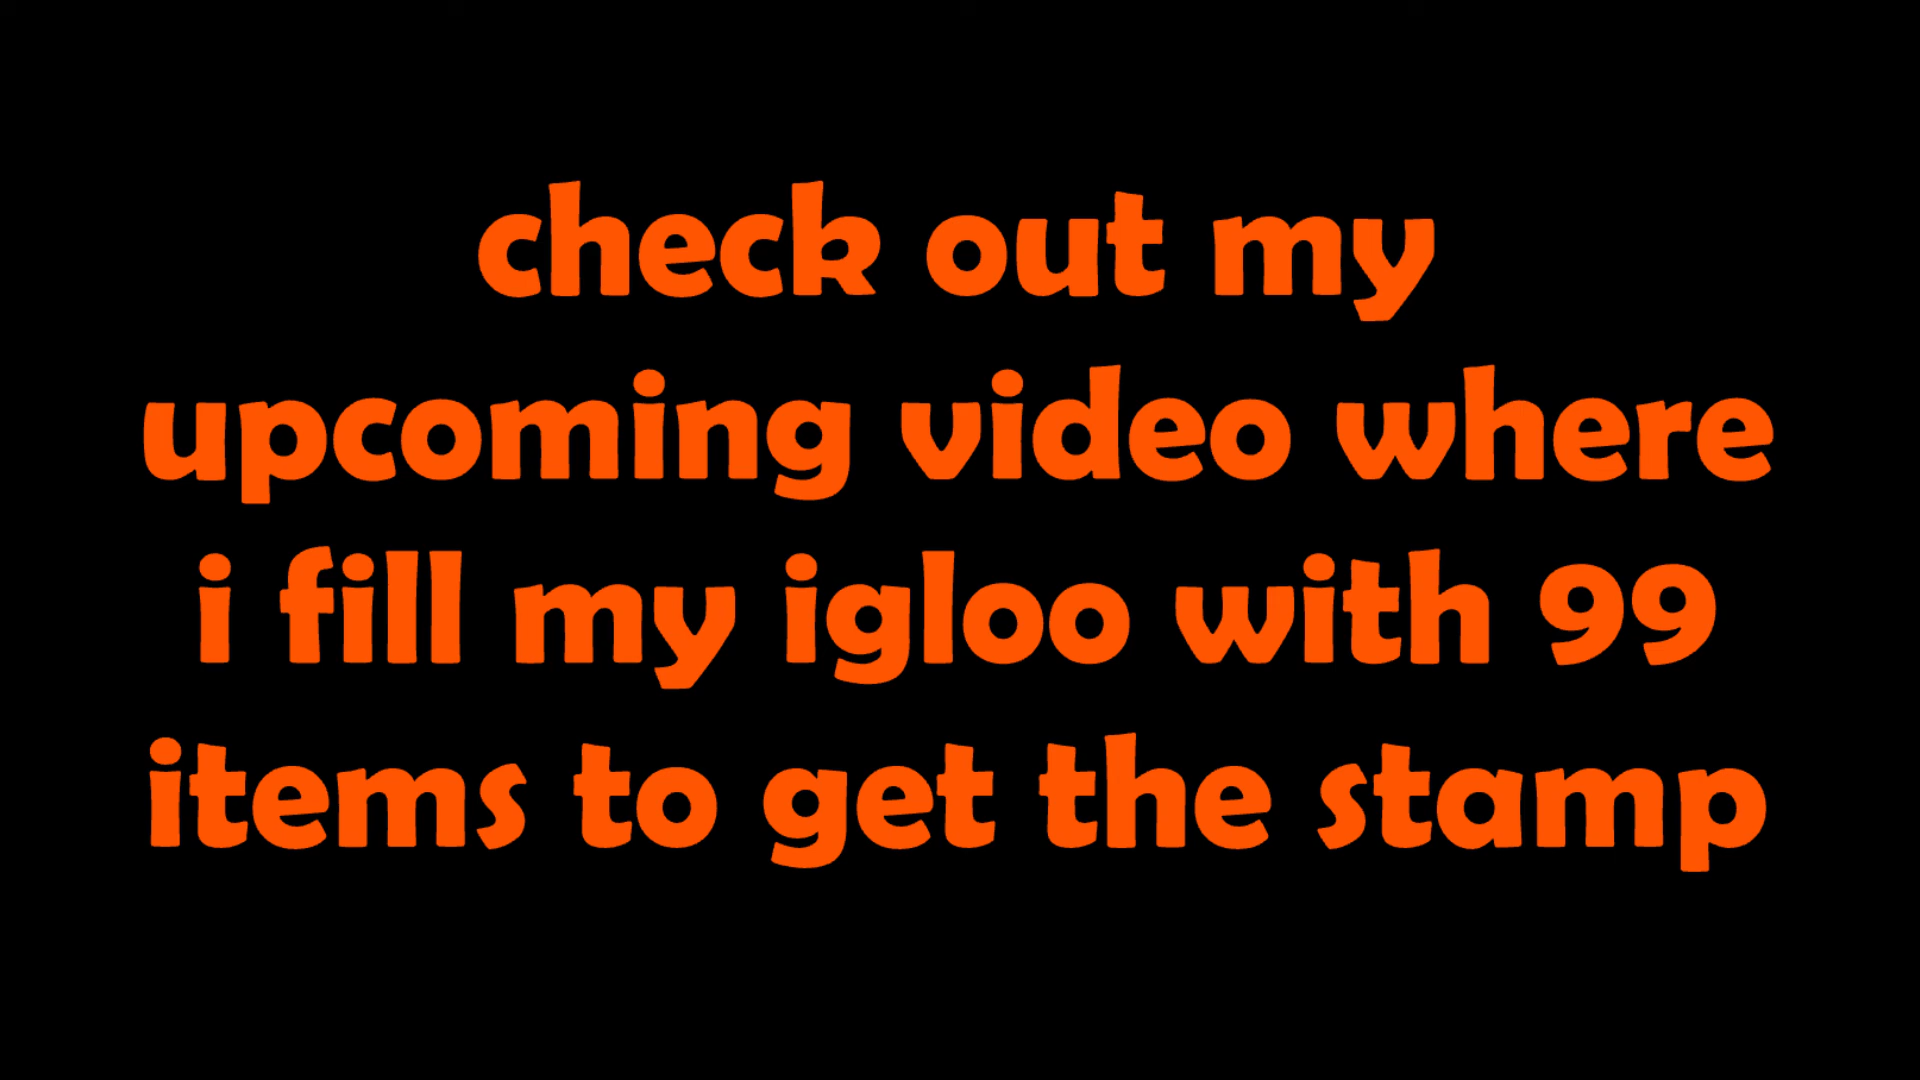 check out my
upcoming video where
i fill my igloo with 99
items to get the stamp